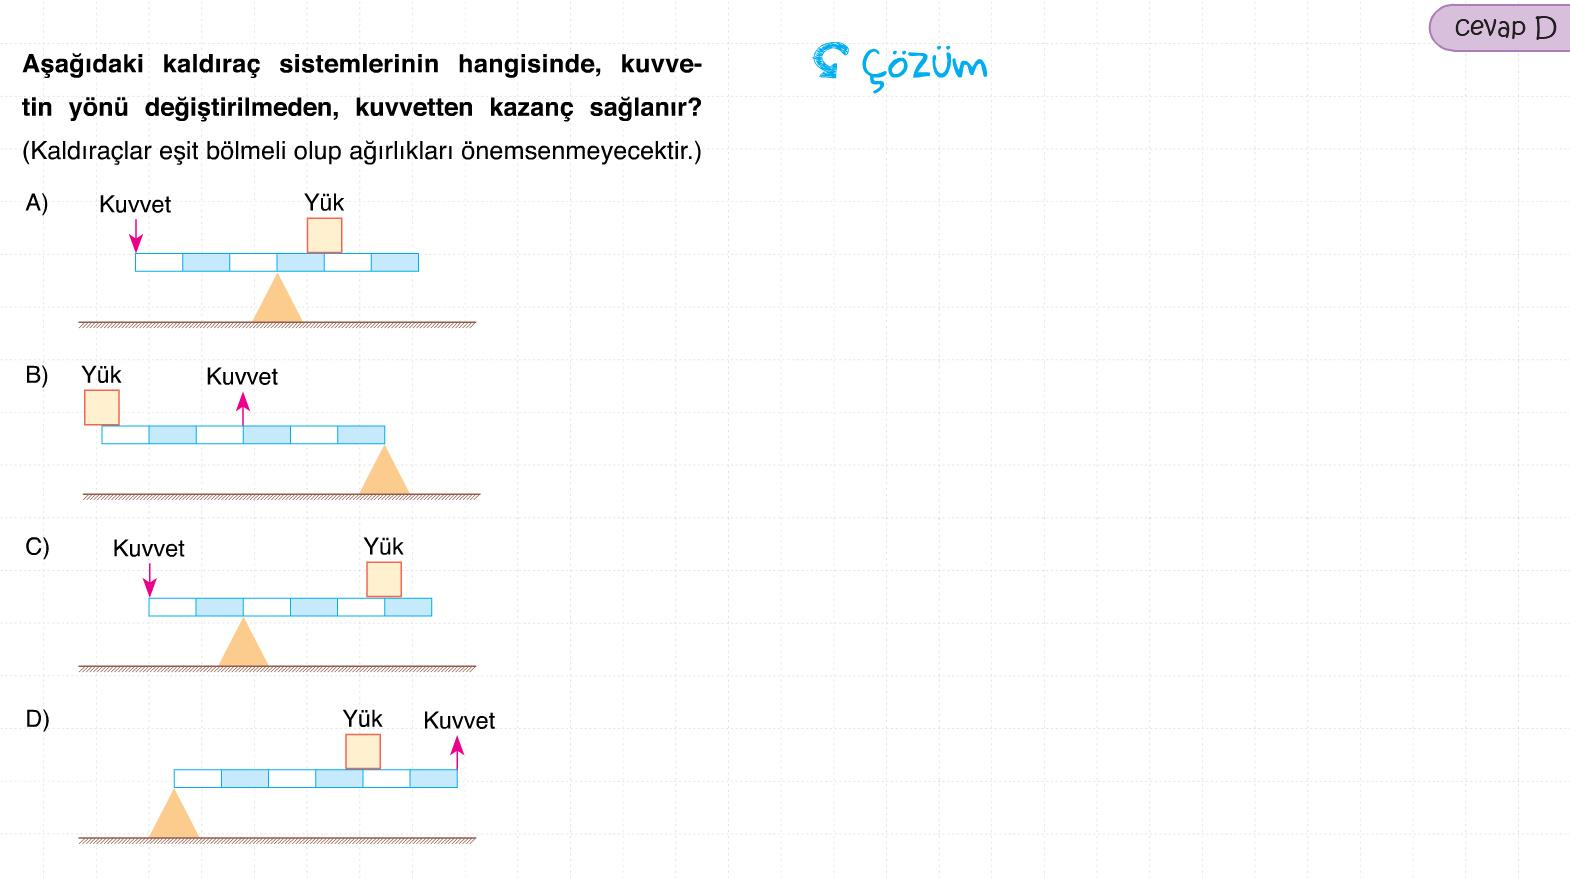 cevap D
Aşağıdaki kaldıraç sistemlerinin hangisinde, kuvve-
tin yönü değiştirilmeden, kuvvetten kazanç sağlanır?
(Kaldıraçlar eşit bölmeli olup ağırlıkları önemsenmeyecektir.)
çözüm
A) Kuvvet Yük
B) Yük Kuvvet
C) Kuvvet Yük
D) Yük Kuvvet